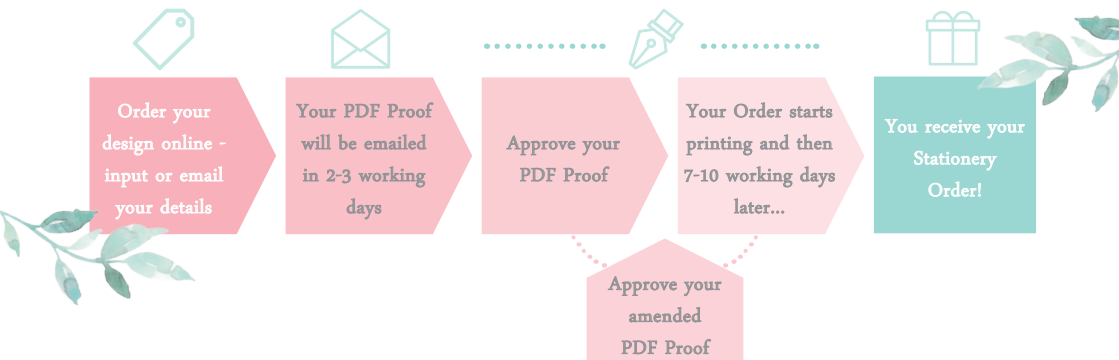 Order your
design online -
input or email
your details
Your PDF Proof
will be emailed
in 2-3 working
days
Approve your
PDF Proof
Your Order starts
printing and then
7-10 working days
later...
You receive your
Stationery
Order!
Approve your
amended
PDF Proof